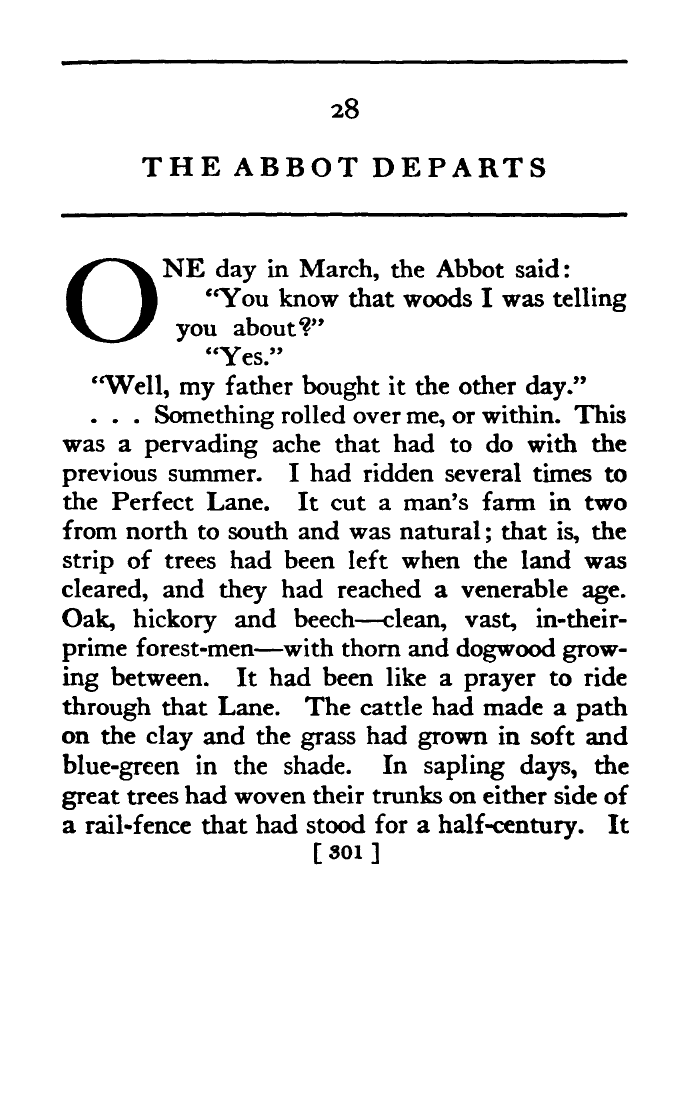 28
THE ABBOT DEPARTS
ONE day in March, the Abbot said:
“You know that woods I was telling
you about?”
“Yes.”
“Well, my father bought it the other day.”
. . . Something rolled over me, or within. This
was a pervading ache that had to do with the
previous summer. I had ridden several times to
the Perfect Lane. It cut a man’s farm in two
from north to south and was natural; that is, the
strip of trees had been left when the land was
cleared, and they had reached a venerable age.
Oak, hickory and beech—clean, vast, in-their-
prime forest-men—with thorn and dogwood grow-
ing between. It had been like a prayer to ride
through that Lane. The cattle had made a path
on the clay and the grass had grown in soft and
blue-green in the shade. In sapling days, the
great trees had woven their trunks on either side of
a rail-fence that had stood for a half-century. It
[ 301 ]